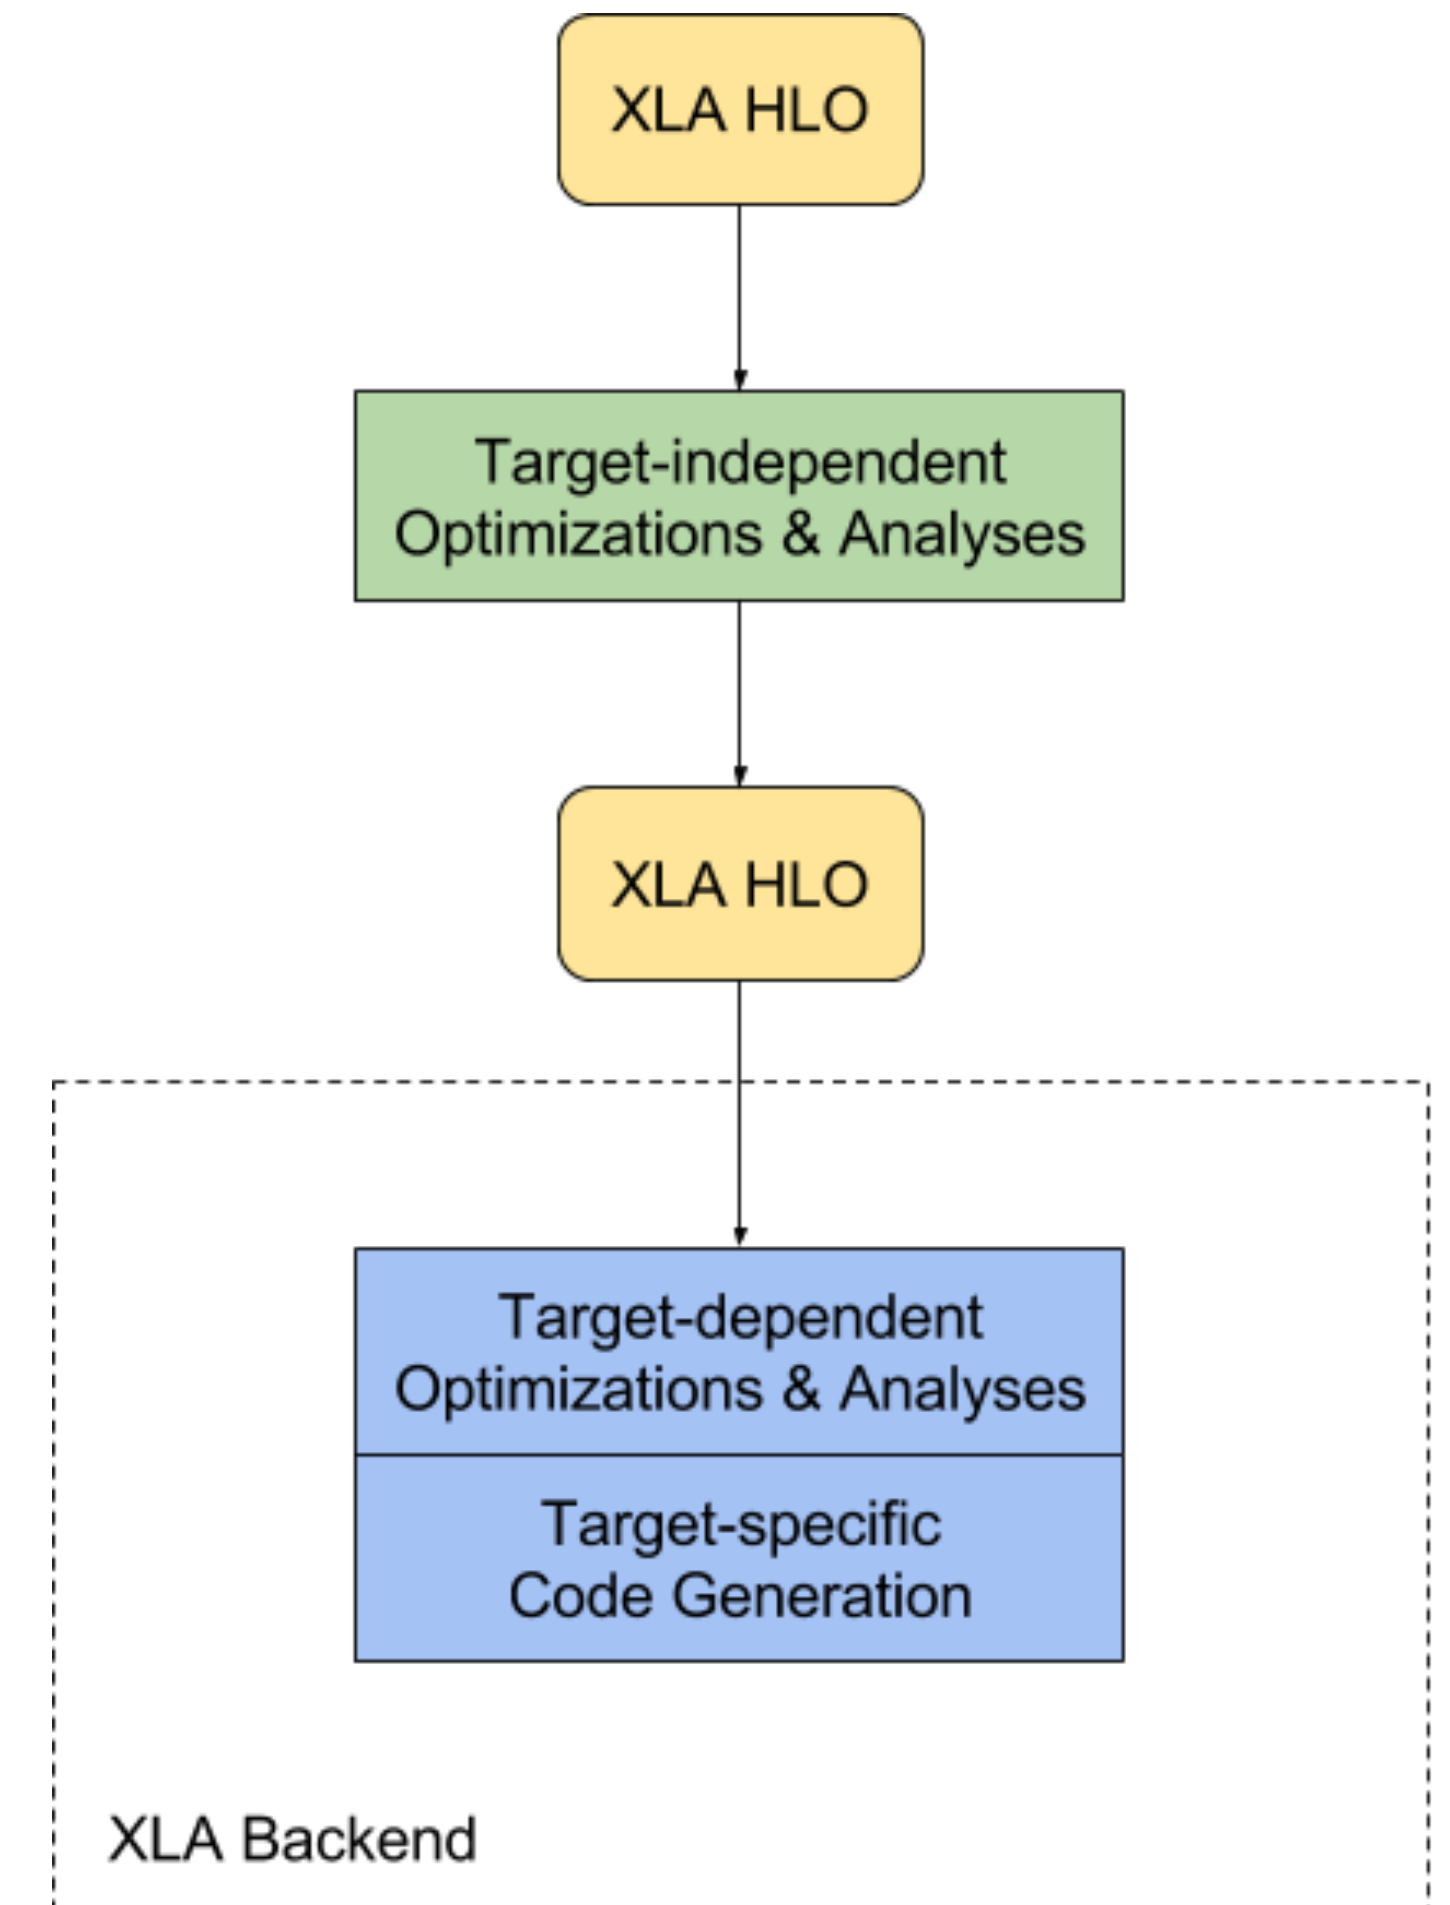 XLA HLO
Target-independent
Optimizations & Analyses
XLA HLO
Target-dependent
Optimizations & Analyses
Target-specific
Code Generation
XLA Backend